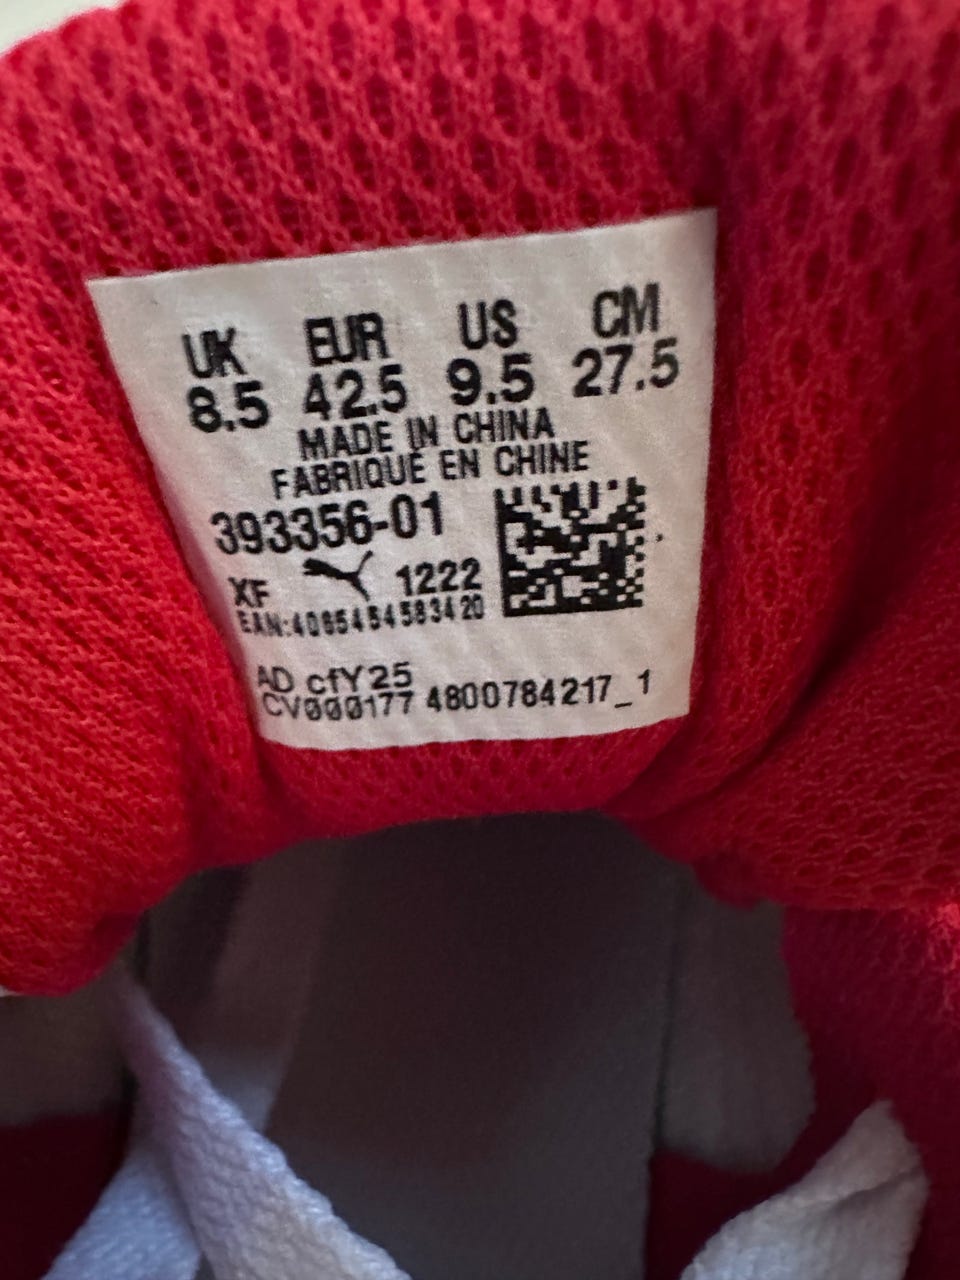 UK EUR US CM
8.5 42.5 9.5 27.5
MADE IN CHINA
FABRIQUE EN CHINE
393356-01
XF 1222
EAN:4065454583420
AD cfY25
CV000177 4800784217_1